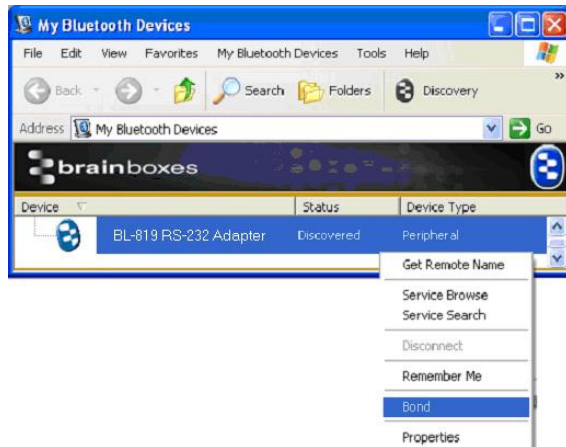 My Bluetooth Devices
File Edit View Favorites My Bluetooth Devices Tools Help
Back Search Folders Discovery »
Address My Bluetooth Devices Go
brainboxes
Device Status Device Type
BL-819 RS-232 Adapter Discovered Peripheral
Get Remote Name
Service Browse
Service Search
Disconnect
Remember Me
Bond
Properties